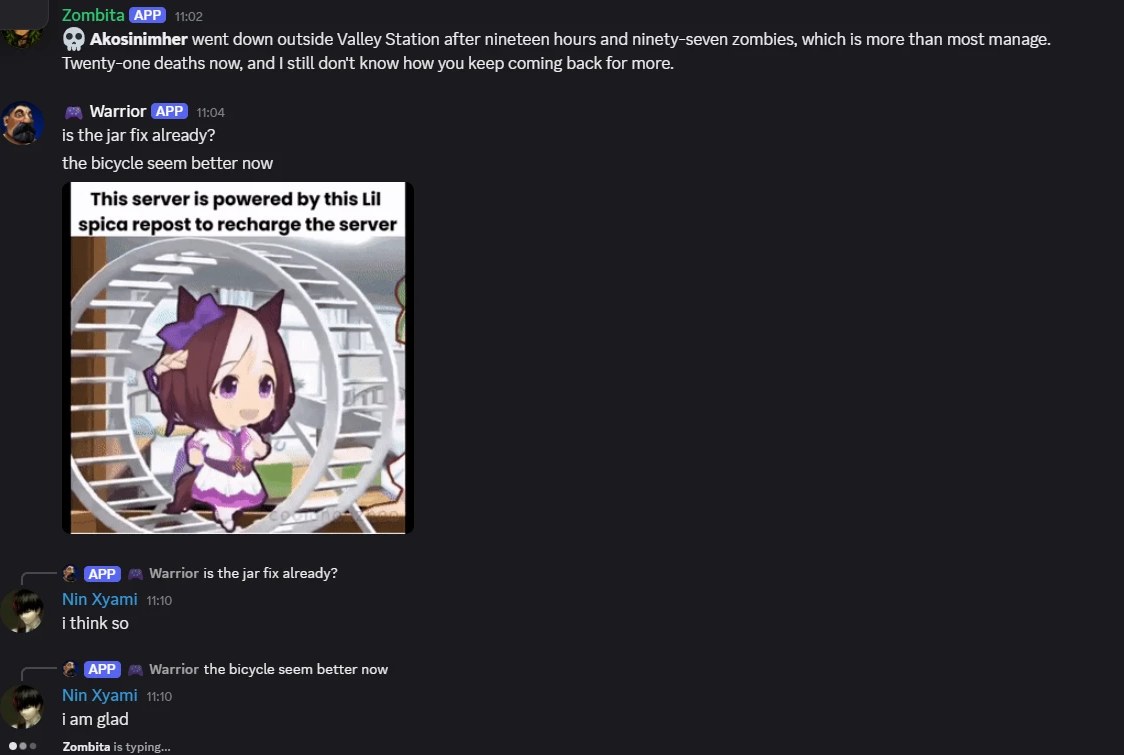 Zombita APP 11:02
Akosinimher went down outside Valley Station after nineteen hours and ninety-seven zombies, which is more than most manage.
Twenty-one deaths now, and I still don't know how you keep coming back for more.
Warrior APP 11:04
is the jar fix already?
the bicycle seem better now
This server is powered by this Lil
spica repost to recharge the server
APP Warrior is the jar fix already?
Nin Xyami 11:10
i think so
APP Warrior the bicycle seem better now
Nin Xyami 11:10
i am glad
Zombita is typing...